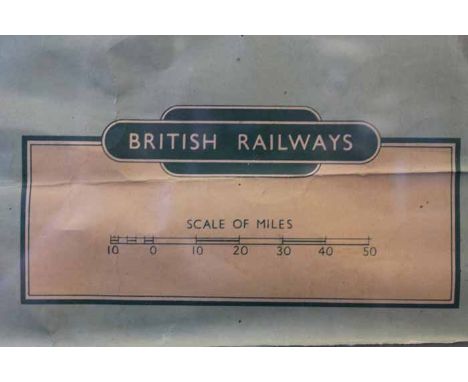 BRITISH RAILWAYS
SCALE OF MILES
10 0 10 20 30 40 50